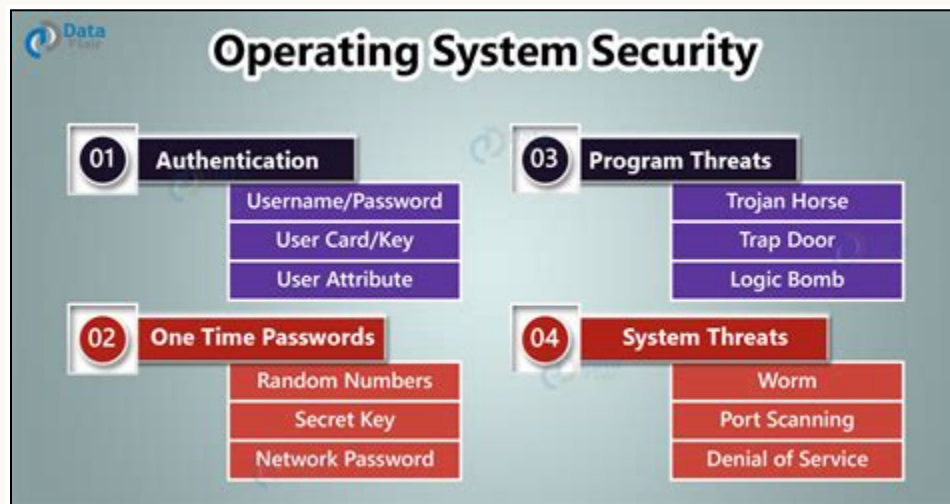 Data
Flair
Operating System Security
01 Authentication
Username/Password
User Card/Key
User Attribute
02 One Time Passwords
Random Numbers
Secret Key
Network Password
03 Program Threats
Trojan Horse
Trap Door
Logic Bomb
04 System Threats
Worm
Port Scanning
Denial of Service